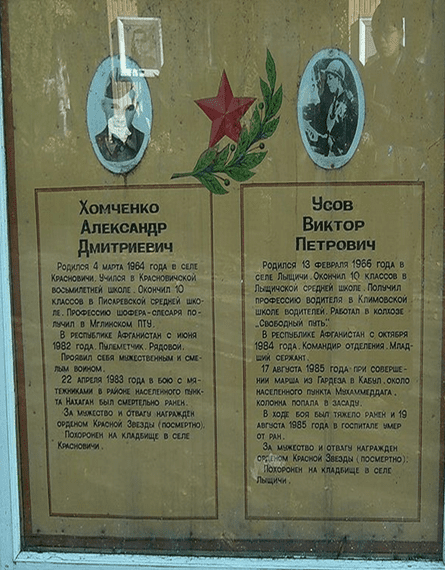 Хомченко
Александр
Дмитриевич
Родился 4 марта 1964 года в селе
Красновичи. Учился в Красновичской
восьмилетней школе. Окончил 10
классов в Писаревской средней шко-
ле. Профессию шофера-слесаря по-
лучил в Мглинском ПТУ.
В республике Афганистан с июня
1982 года. Пулеметчик. Рядовой.
Проявил себя мужественным и сме-
лым воином.
22 апреля 1983 года в бою с мя-
тежниками в районе населенного пунк-
та Нахаган был смертельно ранен.
За мужество и отвагу награжден
орденом Красной Звезды (посмертно).
Похоронен на кладбище в селе
Красновичи.
Усов
Виктор
Петрович
Родился 13 февраля 1966 года в
селе Лыщичи. Окончил 10 классов в
Лыщичской средней школе. Получил
профессию водителя в Климовской
школе водителей. Работал в колхозе
„Свободный путь".
В республике Афганистан с октября
1984 года. Командир отделения. Млад-
ший сержант.
17 августа 1985 года при соверше-
нии марша из Гардеза в Кабул, около
населенного пункта Мухаммеддага,
колонна попала в засаду.
В ходе боя был тяжело ранен и 19
августа 1985 года в госпитале умер
от ран.
За мужество и отвагу награжден
орденом Красной Звезды (посмертно).
Похоронен на кладбище в селе
Лыщичи.